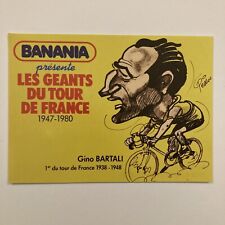 BANANIA
présente
LES GEANTS
DU TOUR
DE FRANCE
1947-1980
Gino BARTALI
1er du tour de France 1938 - 1948